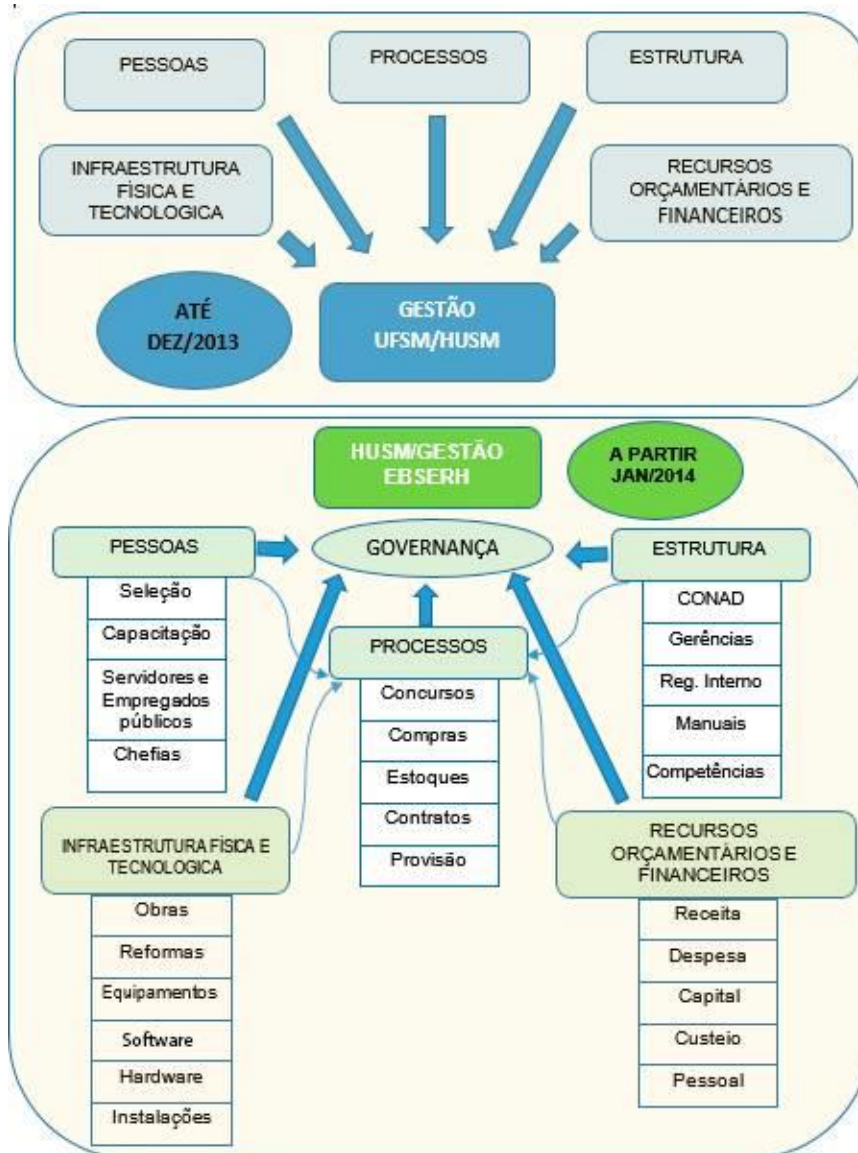 PESSOAS
PROCESSOS
ESTRUTURA
INFRAESTRUTURA
FÌSICA E
TECNOLOGICA
RECURSOS
ORÇAMENTÁRIOS E
FINANCEIROS
ATÉ
DEZ/2013
GESTÃO
UFSM/HUSM
HUSM/GESTÃO
EBSERH
A PARTIR
JAN/2014
PESSOAS
GOVERNANÇA
ESTRUTURA
Seleção
Capacitação
Servidores e
Empregados
públicos
Chefias
PROCESSOS
Concursos
Compras
Estoques
Contratos
Provisão
CONAD
Gerências
Reg. Interno
Manuais
Competências
INFRAESTRUTURA FÍSICA E
TECNOLOGICA
Obras
Reformas
Equipamentos
Software
Hardware
Instalações
RECURSOS
ORÇAMENTÁRIOS E
FINANCEIROS
Receita
Despesa
Capital
Custeio
Pessoal